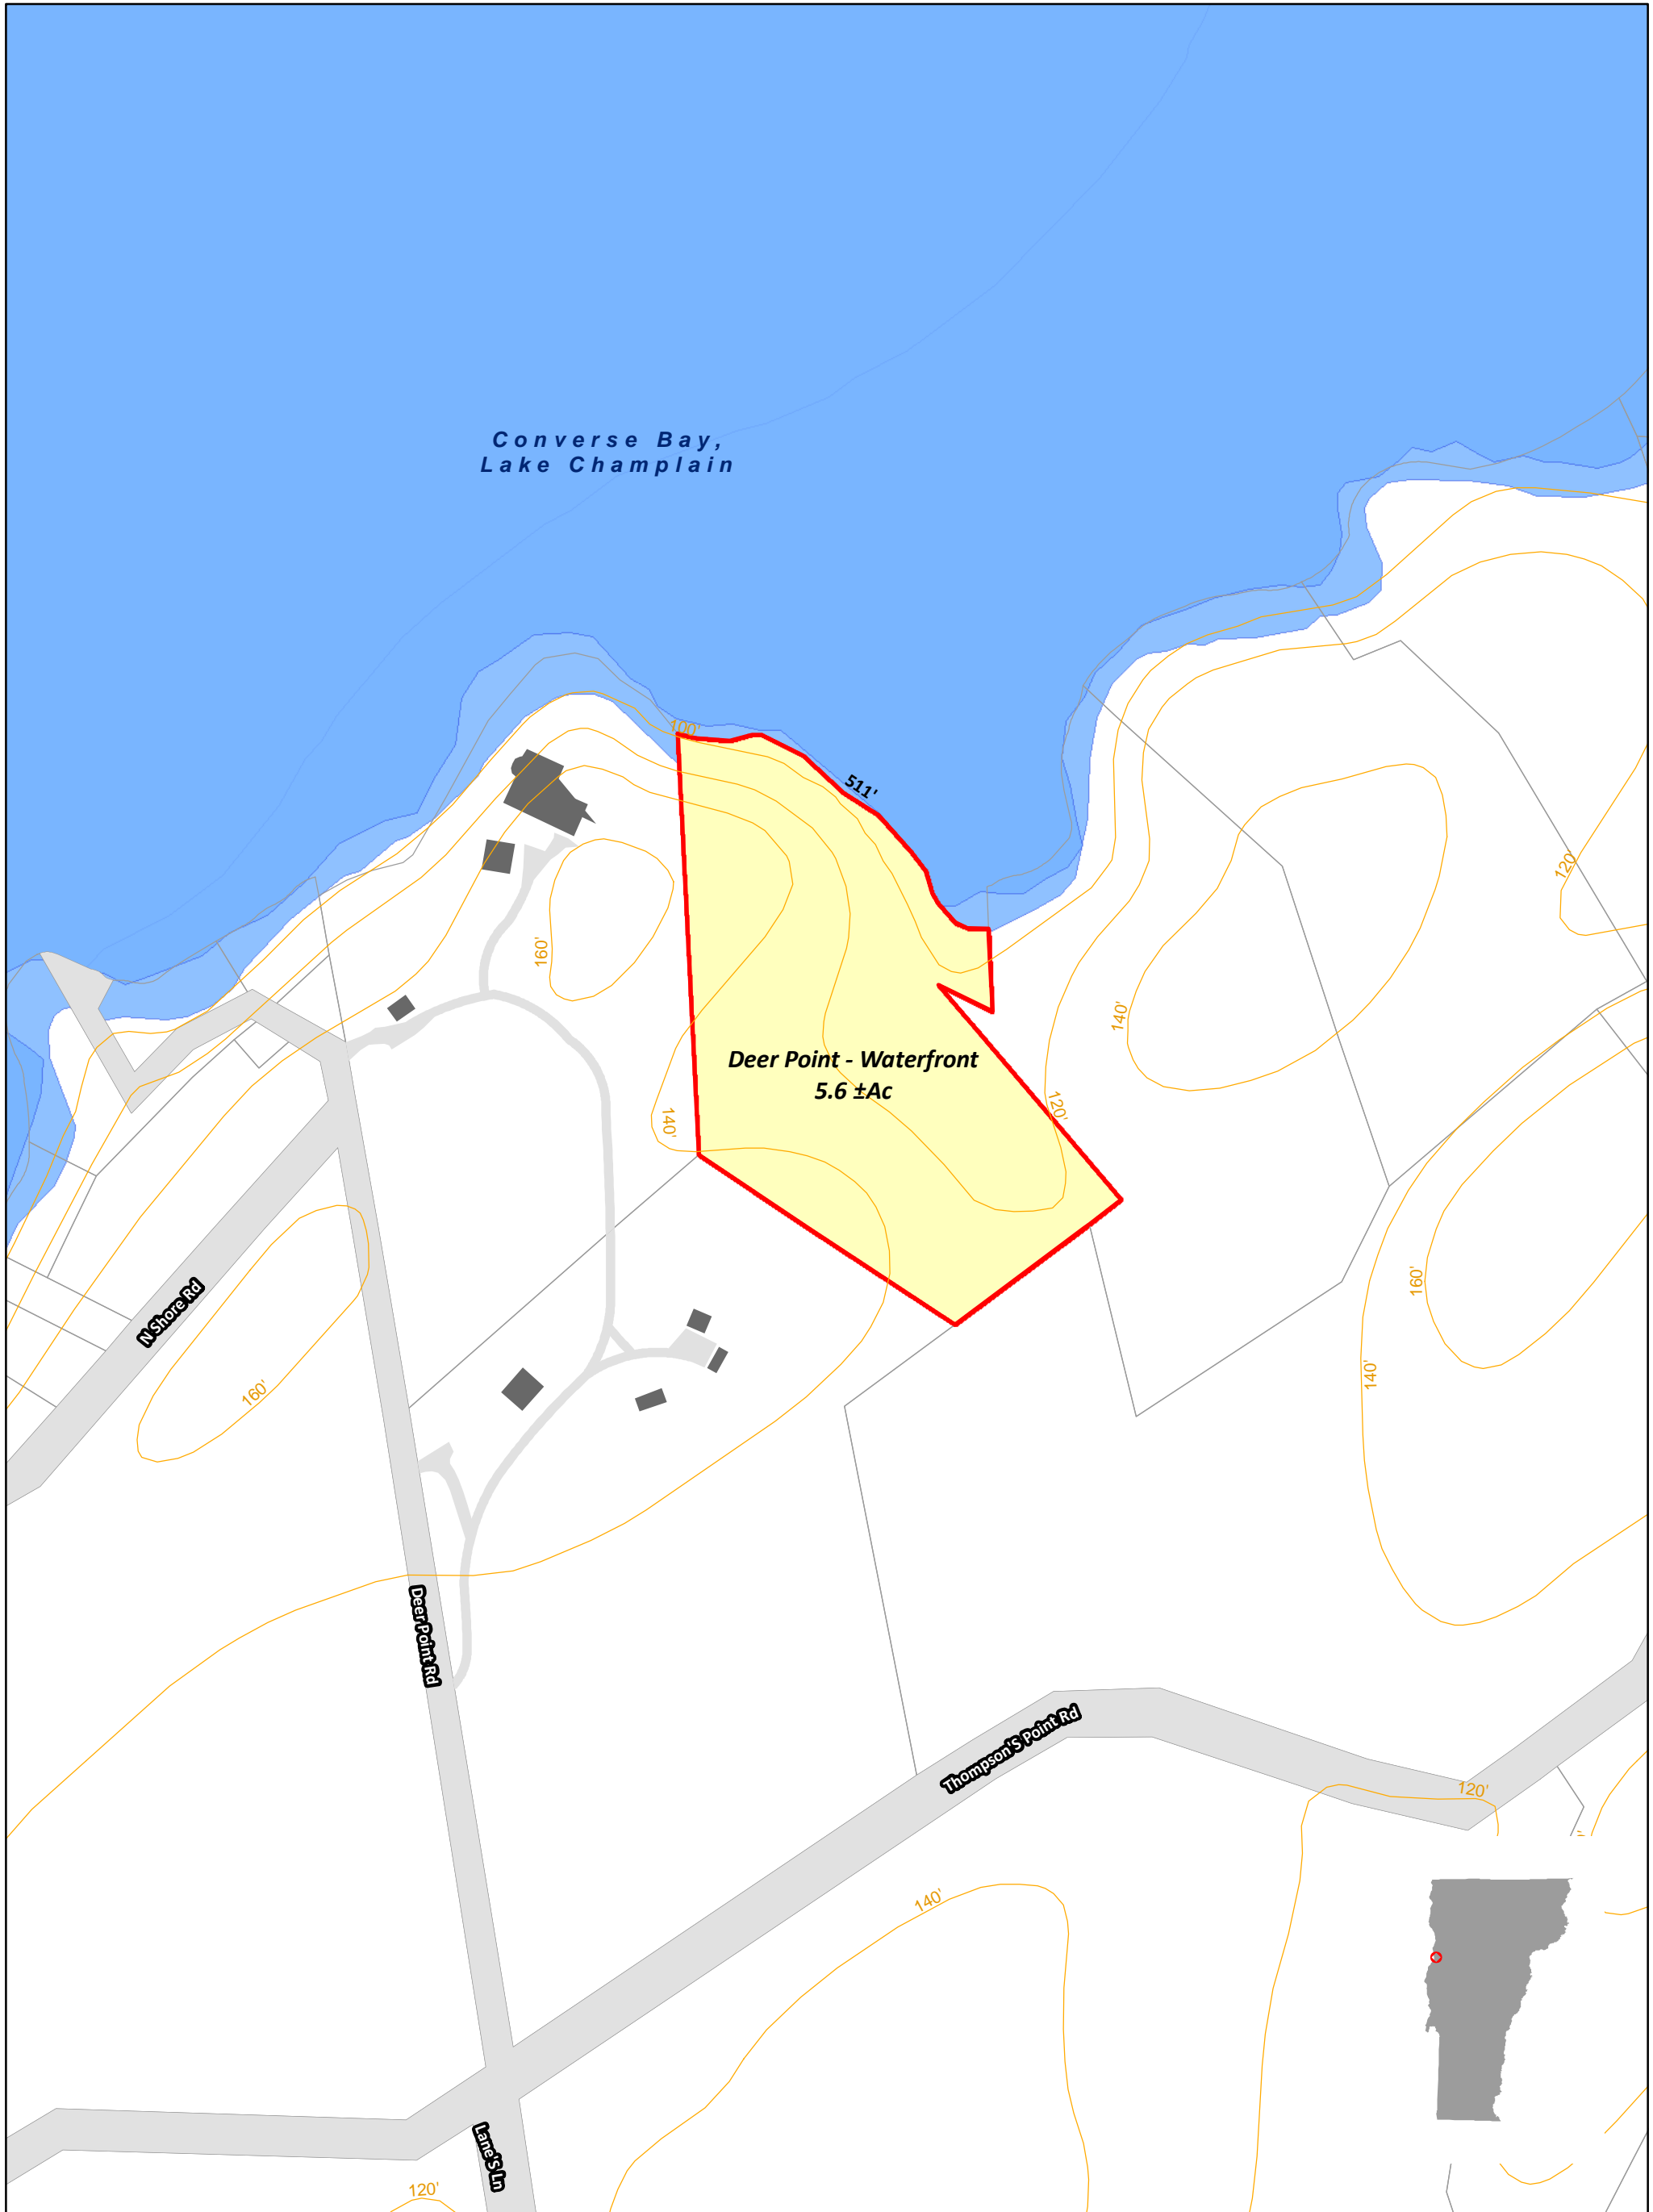 Converse Bay,
Lake Champlain
100'
511'
120'
160'
140'
Deer Point - Waterfront
5.6 ±Ac
120'
140'
160'
N Shore Rd
160'
140'
Deer Point Rd
Thompson'S Point Rd
120'
140'
Lane'S Ln
120'